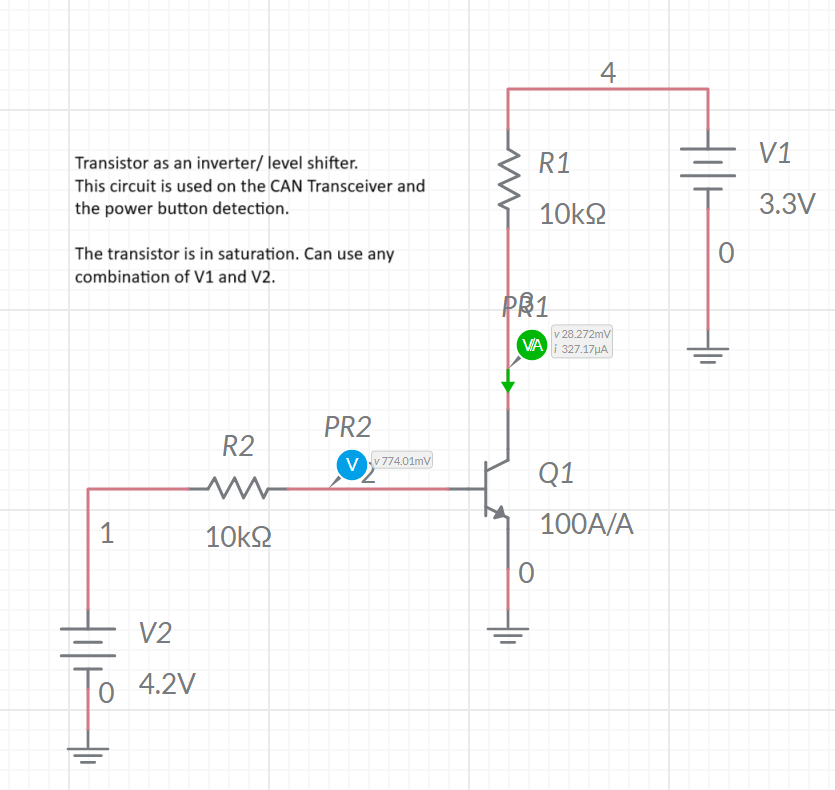 4
Transistor as an inverter/ level shifter.
This circuit is used on the CAN Transceiver and
the power button detection.
The transistor is in saturation. Can use any
combination of V1 and V2.
R1
10kΩ
V1
3.3V
0
3
PR1
VA
v 28.272mV
i 327.17µA
PR2
V
v 774.01mV
2
R2
10kΩ
Q1
100A/A
1
0
V2
4.2V
0